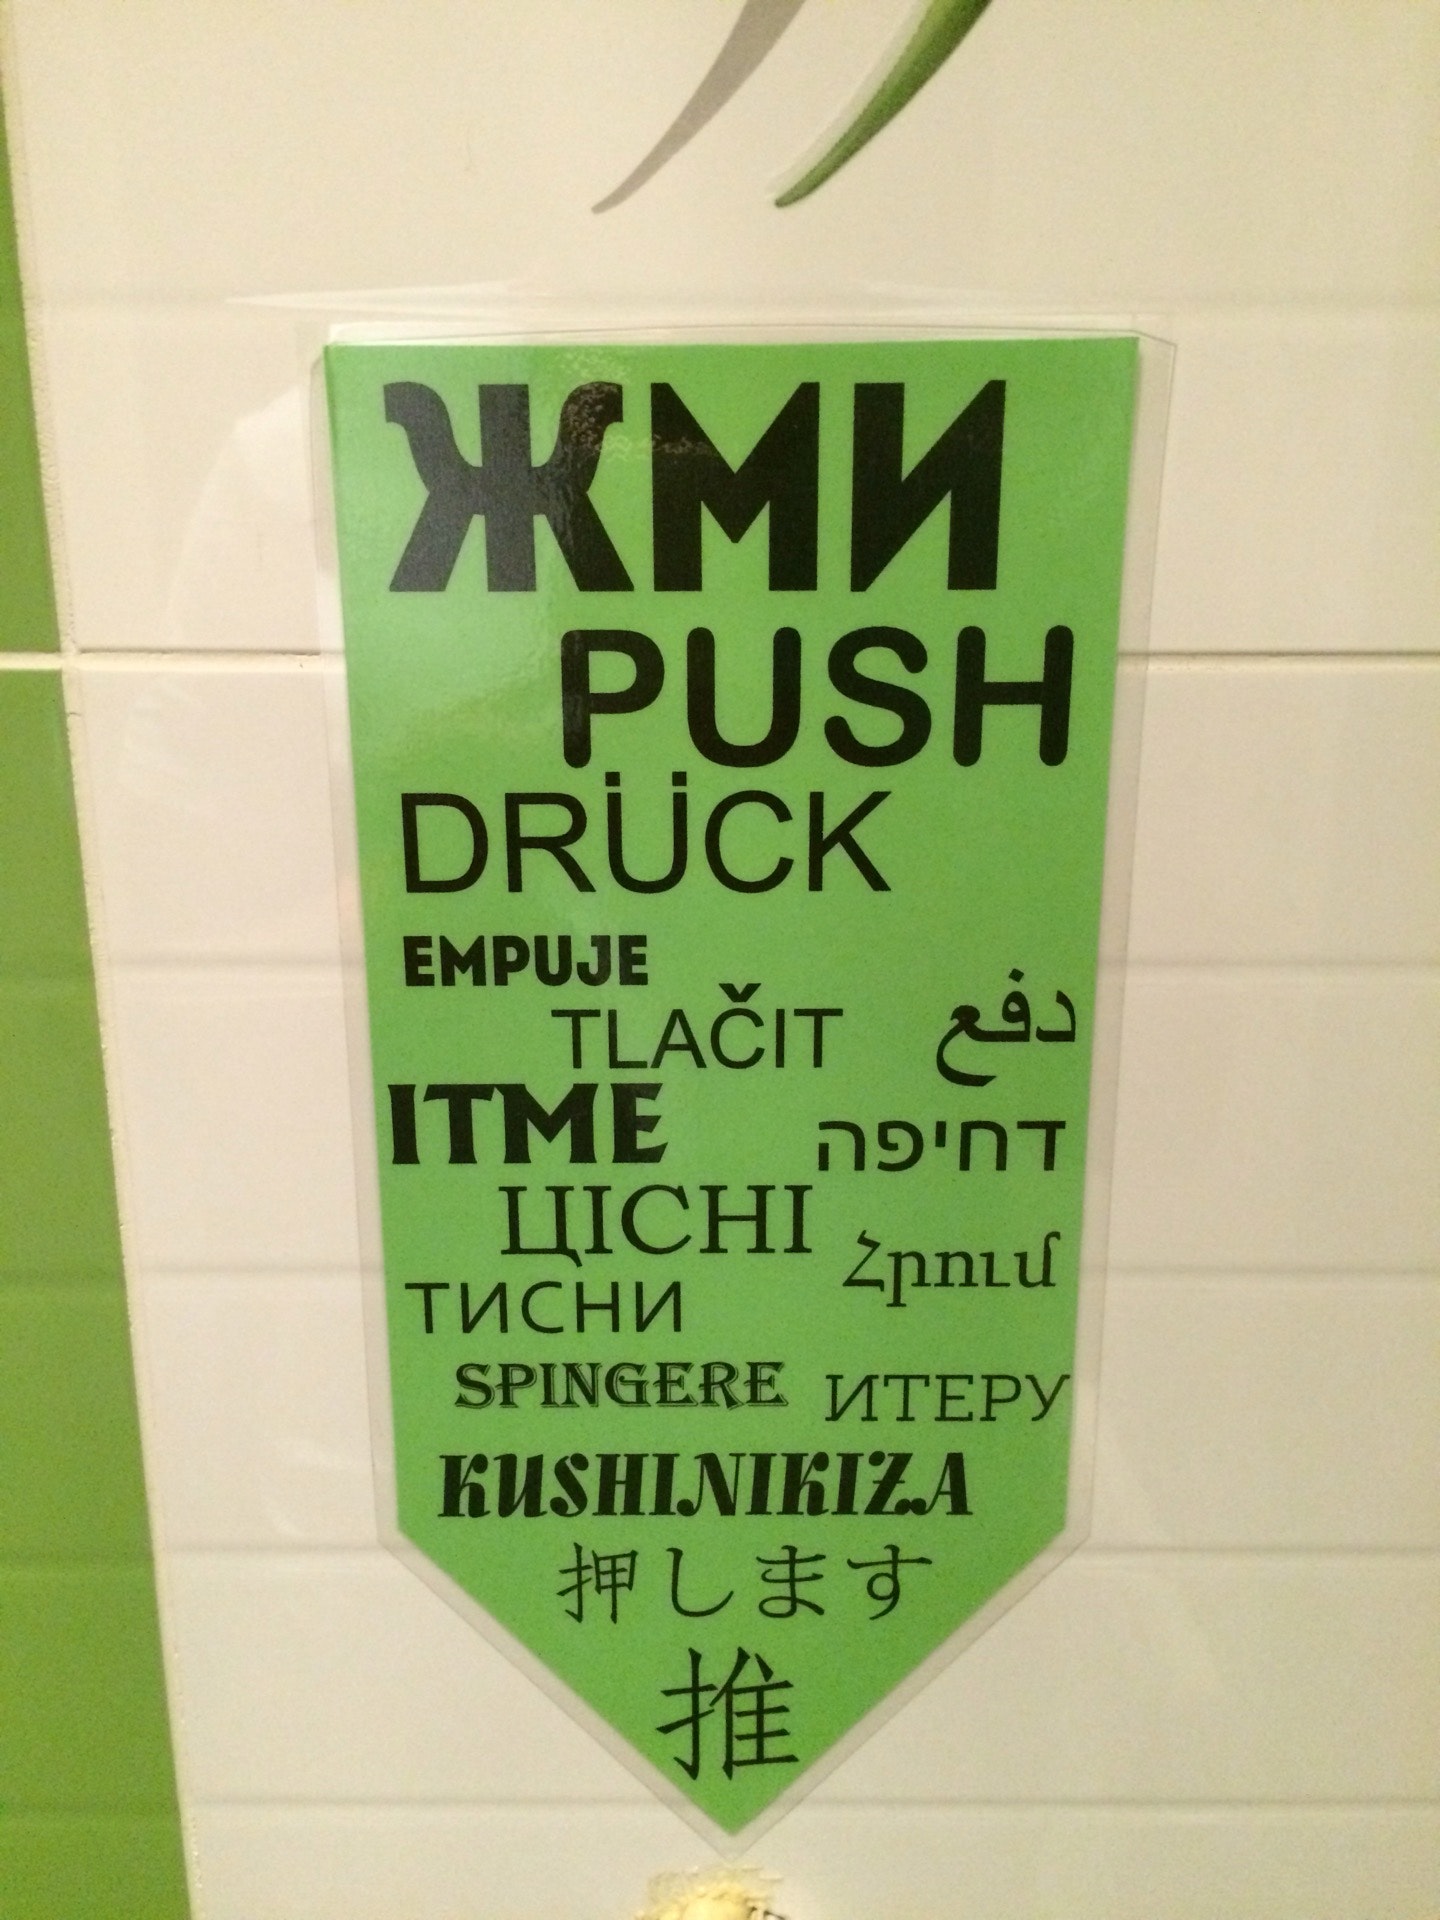 ЖМИ
PUSH
DRÜCK
EMPUJE
TLAČIT
دفع
ITME
דחיפה
ЦІСНІ
Հրում
ТИСНИ
SPINGERE
ИТЕРУ
KUSHINIKIZA
押します
推